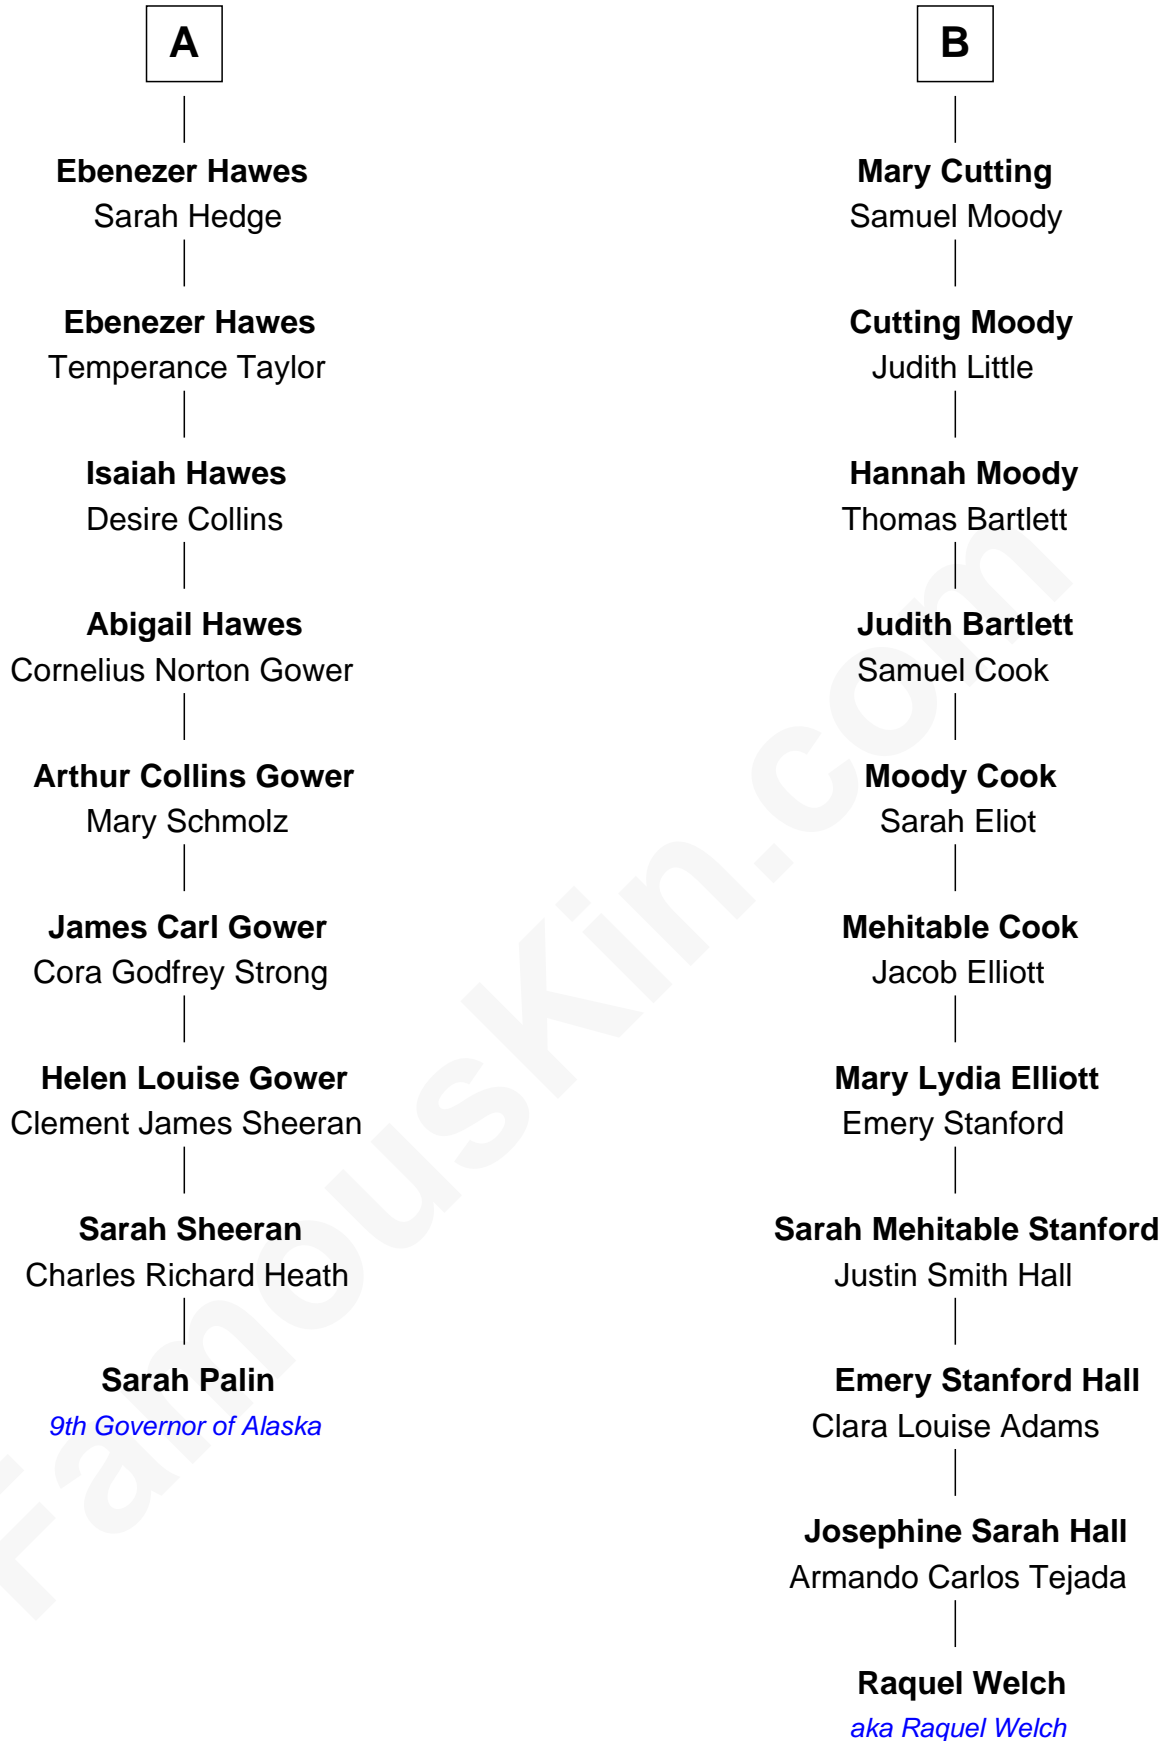 A
Ebenezer Hawes
Sarah Hedge
Ebenezer Hawes
Temperance Taylor
Isaiah Hawes
Desire Collins
Abigail Hawes
Cornelius Norton Gower
Arthur Collins Gower
Mary Schmolz
James Carl Gower
Cora Godfrey Strong
Helen Louise Gower
Clement James Sheeran
Sarah Sheeran
Charles Richard Heath
Sarah Palin
9th Governor of Alaska
B
Mary Cutting
Samuel Moody
Cutting Moody
Judith Little
Hannah Moody
Thomas Bartlett
Judith Bartlett
Samuel Cook
Moody Cook
Sarah Eliot
Mehitable Cook
Jacob Elliott
Mary Lydia Elliott
Emery Stanford
Sarah Mehitable Stanford
Justin Smith Hall
Emery Stanford Hall
Clara Louise Adams
Josephine Sarah Hall
Armando Carlos Tejada
Raquel Welch
aka Raquel Welch
FamousKin.com